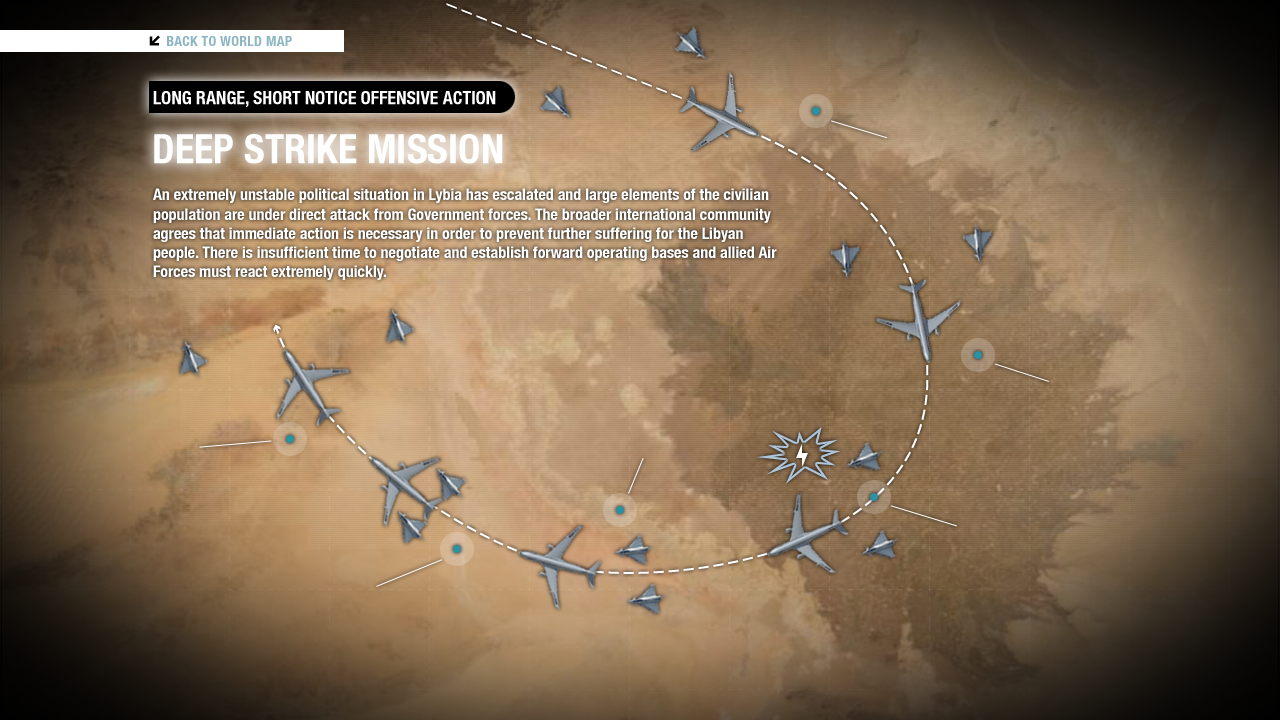 BACK TO WORLD MAP
LONG RANGE, SHORT NOTICE OFFENSIVE ACTION
DEEP STRIKE MISSION
An extremely unstable political situation in Lybia has escalated and large elements of the civilian
population are under direct attack from Government forces. The broader international community
agrees that immediate action is necessary in order to prevent further suffering for the Libyan
people. There is insufficient time to negotiate and establish forward operating bases and allied Air
Forces must react extremely quickly.